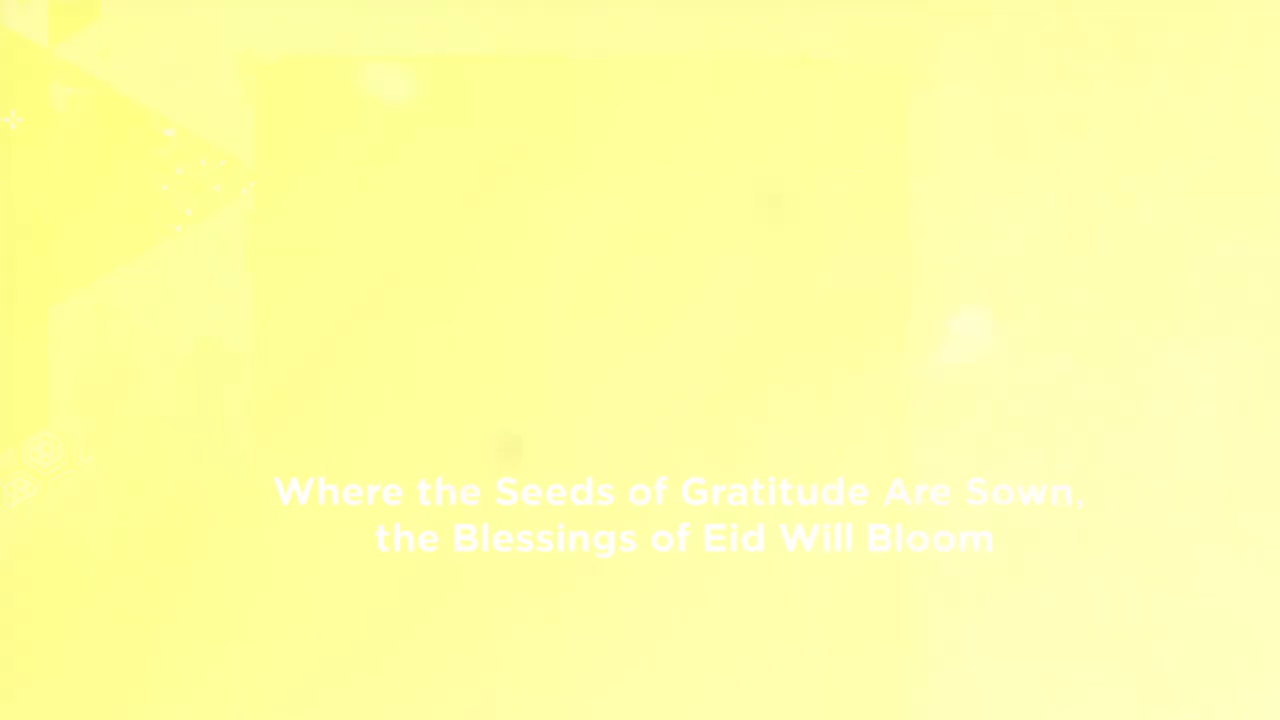 Where the Seeds of Gratitude Are Sown,
the Blessings of Eid Will Bloom